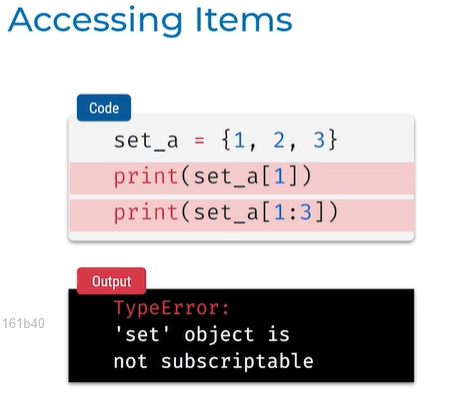 Accessing Items
Code
set_a = {1, 2, 3}
print(set_a[1])
print(set_a[1:3])
Output
TypeError:
'set' object is
not subscriptable
161b40